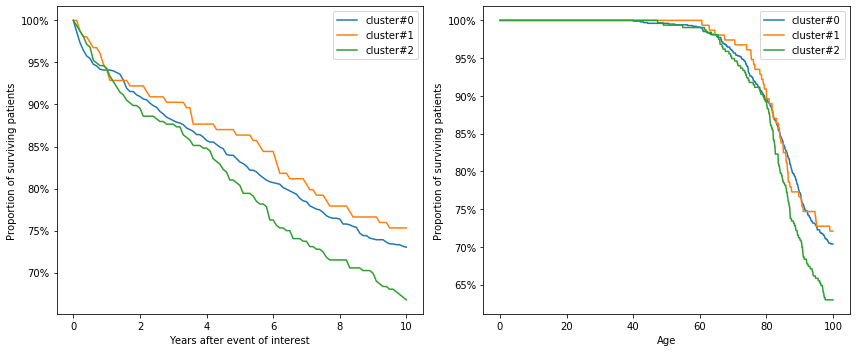 100%
95%
90%
85%
80%
75%
70%
Proportion of surviving patients
0
2
4
6
8
10
Years after event of interest
cluster#0
cluster#1
cluster#2
100%
95%
90%
85%
80%
75%
70%
65%
Proportion of surviving patients
0
20
40
60
80
100
Age
cluster#0
cluster#1
cluster#2